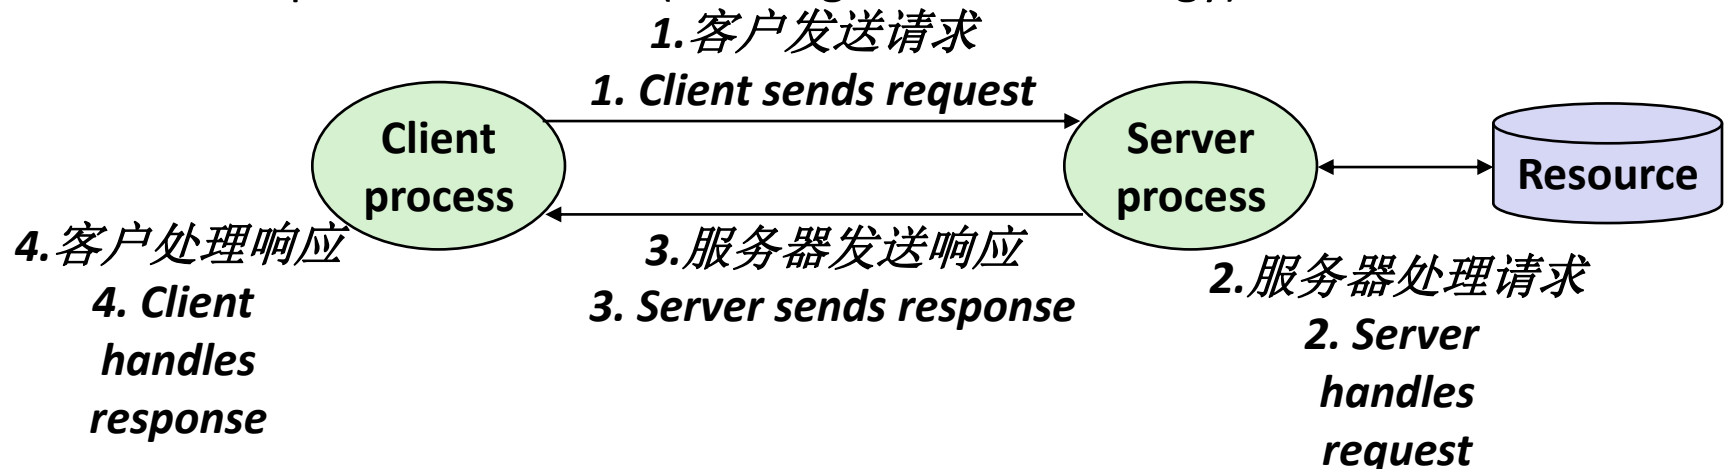 1.客户发送请求
1. Client sends request
Client
process
Server
process
Resource
4.客户处理响应
4. Client
handles
response
3.服务器发送响应
3. Server sends response
2.服务器处理请求
2. Server
handles
request